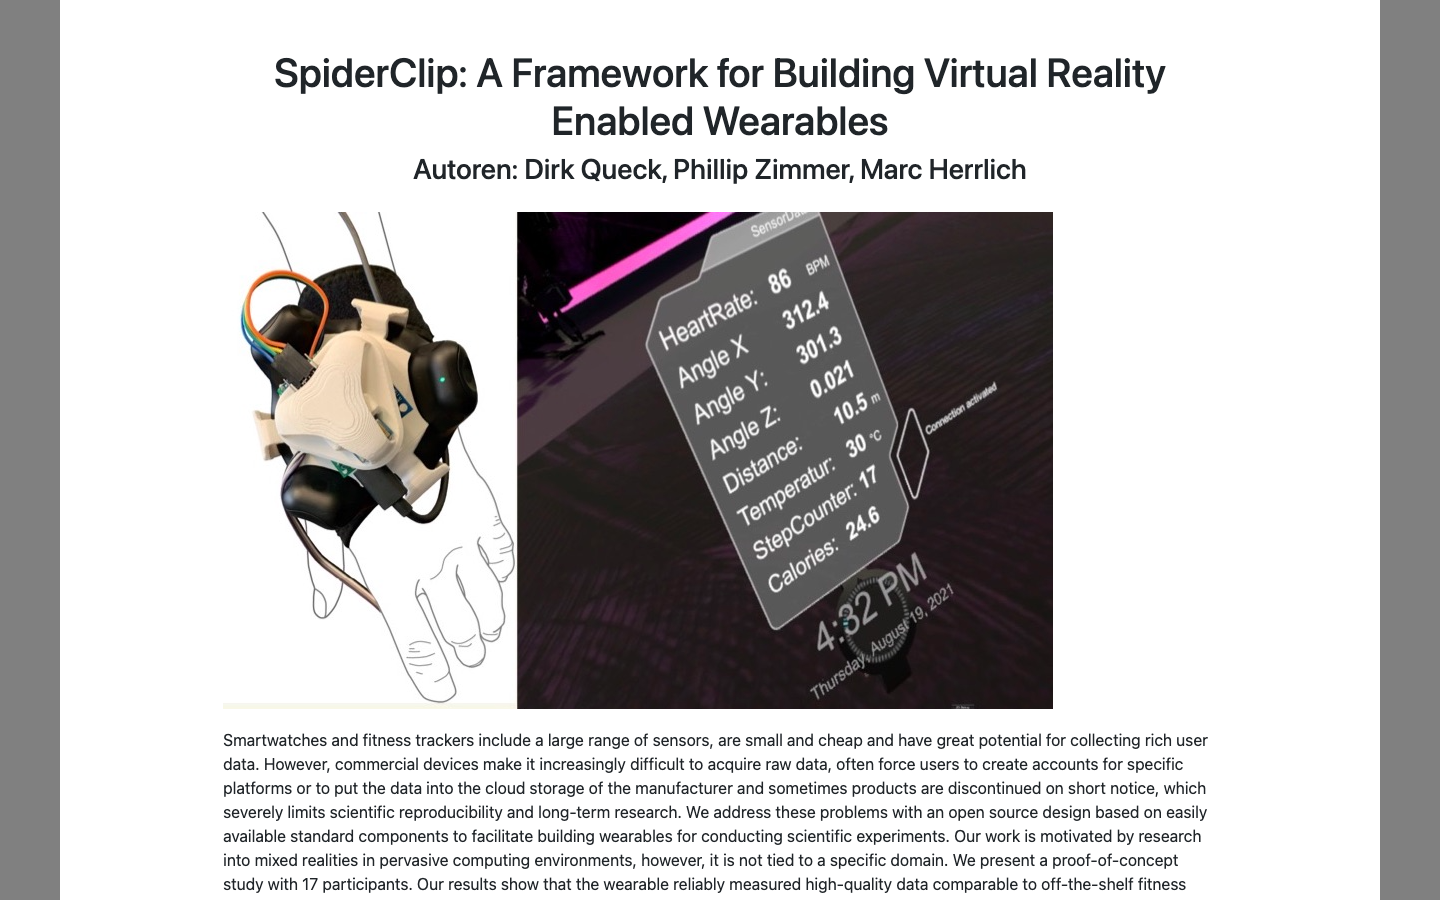 SpiderClip: A Framework for Building Virtual Reality
Enabled Wearables
Autoren: Dirk Queck, Phillip Zimmer, Marc Herrlich
HeartRate: 86 BPM
Angle X 312.4
Angle Y: 301.3
Angle Z: 0.021
Distance: 10.5 m
Temperatur: 30 °C
StepCounter: 17
Calories: 24.6
Connection activated
4:32 PM
Thursday, August 19, 2021
Smartwatches and fitness trackers include a large range of sensors, are small and cheap and have great potential for collecting rich user
data. However, commercial devices make it increasingly difficult to acquire raw data, often force users to create accounts for specific
platforms or to put the data into the cloud storage of the manufacturer and sometimes products are discontinued on short notice, which
severely limits scientific reproducibility and long-term research. We address these problems with an open source design based on easily
available standard components to facilitate building wearables for conducting scientific experiments. Our work is motivated by research
into mixed realities in pervasive computing environments, however, it is not tied to a specific domain. We present a proof-of-concept
study with 17 participants. Our results show that the wearable reliably measured high-quality data comparable to off-the-shelf fitness